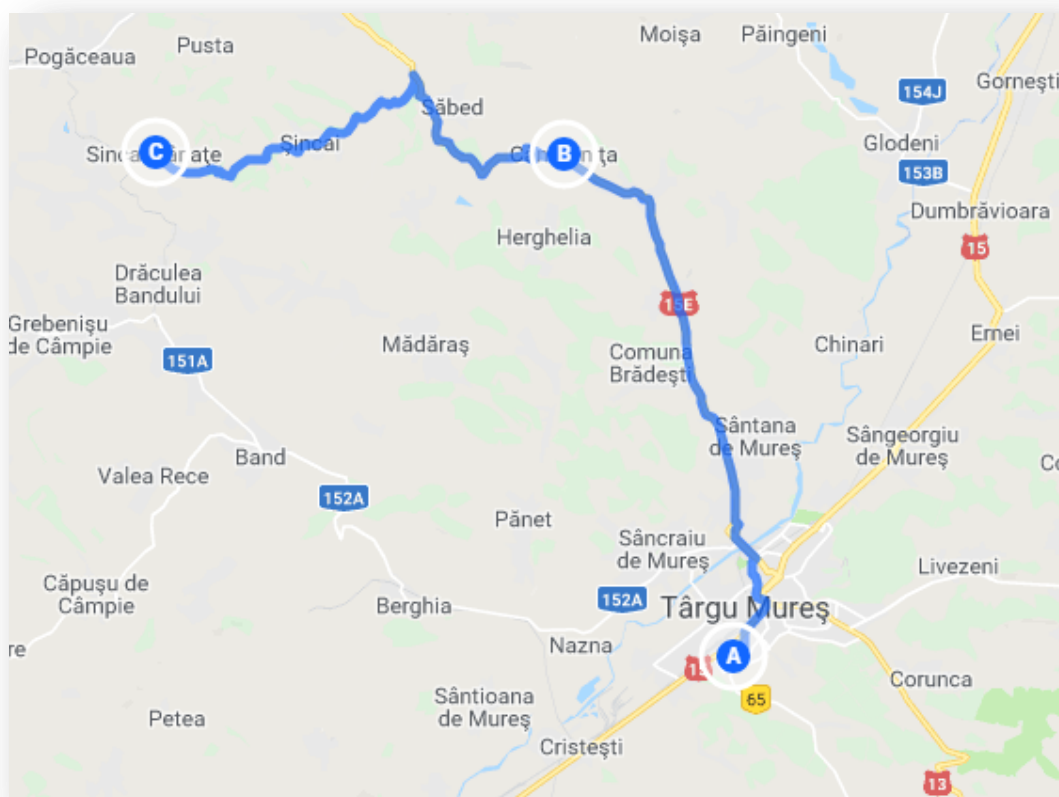 Moişa
Păingeni
Pusta
Pogăceaua
Gorneşti
154J
Săbed
Glodeni
C
Şincai
B
153B
Dumbrăvioara
Herghelia
15
Drăculea
Bandului
15E
Grebenişu
de Câmpie
Ernei
Mădăraş
Chinari
151A
Comuna
Brădeşti
Sântana
de Mureş
Sângeorgiu
de Mureş
Band
Valea Rece
152A
Pănet
Sâncraiu
de Mureş
Livezeni
Căpuşu de
Câmpie
Berghia
152A
Târgu Mureş
Nazna
A
Corunca
Sântioana
de Mureş
65
Petea
Cristeşti
13